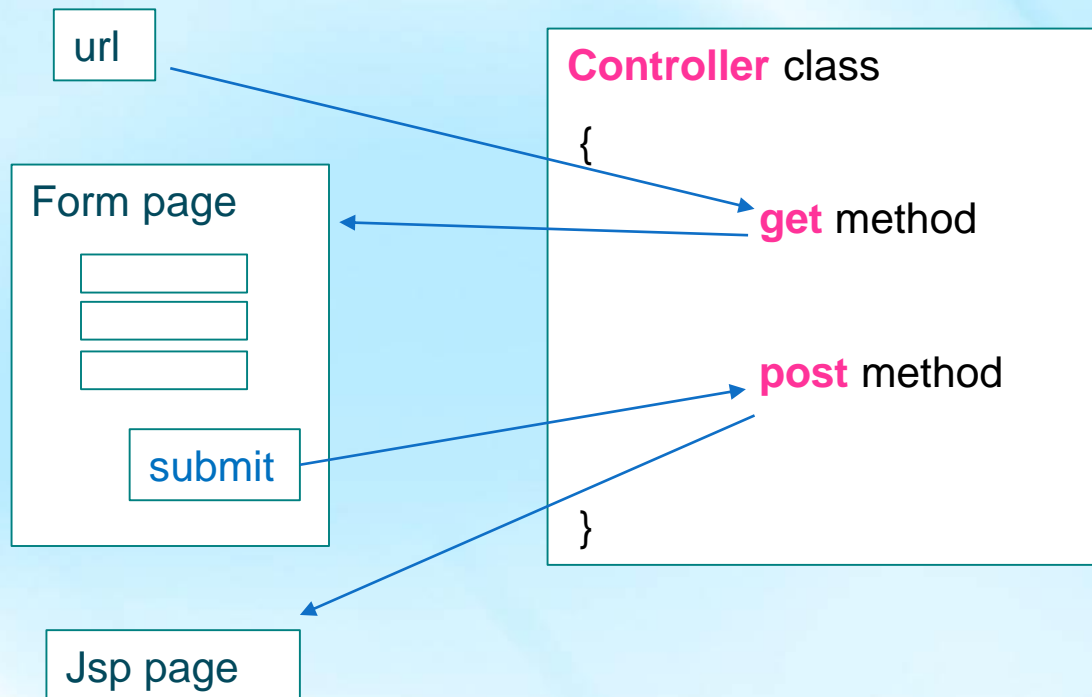 url
Form page
submit
Jsp page
Controller class
{
get method
post method
}